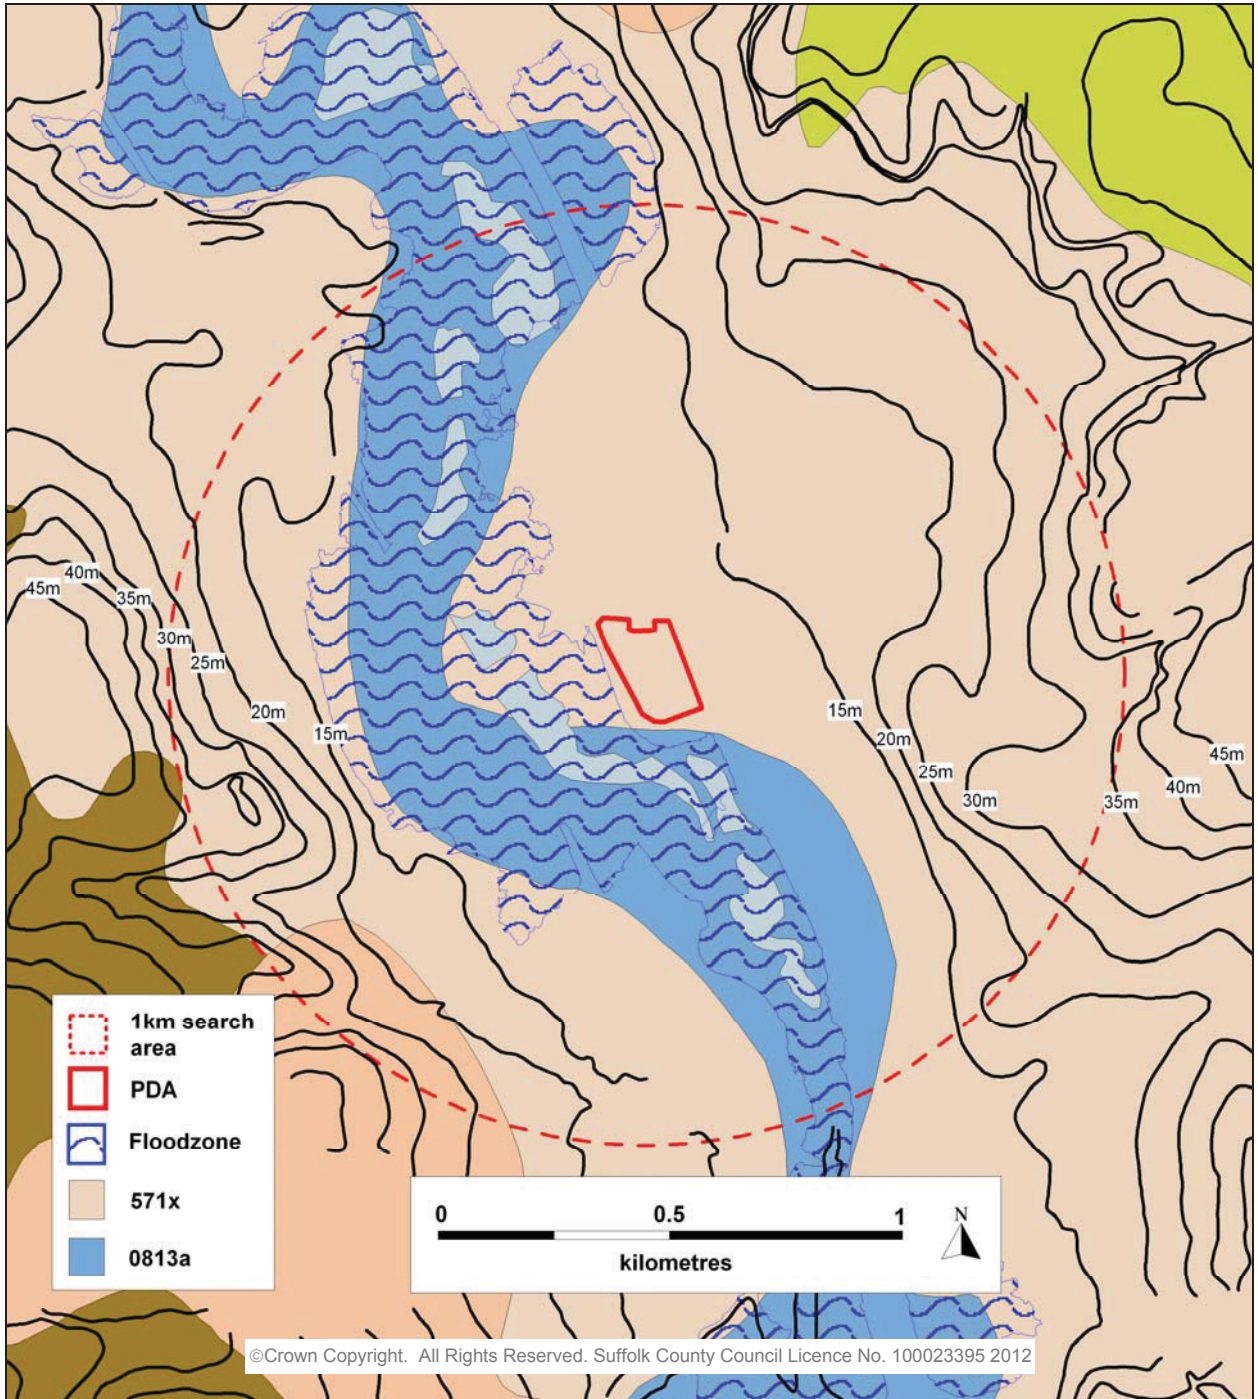 45m
40m
35m
30m
25m
20m
15m
15m
20m
25m
30m
35m
40m
45m
1km search
area
PDA
Floodzone
571x
0813a
0 0.5 1
kilometres
N
©Crown Copyright. All Rights Reserved. Suffolk County Council Licence No. 100023395 2012